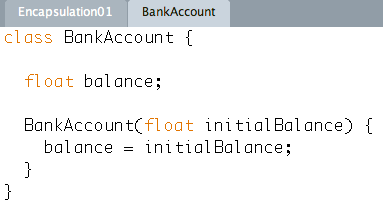 Encapsulation01 BankAccount
class BankAccount {
float balance;
BankAccount(float initialBalance) {
balance = initialBalance;
}
}